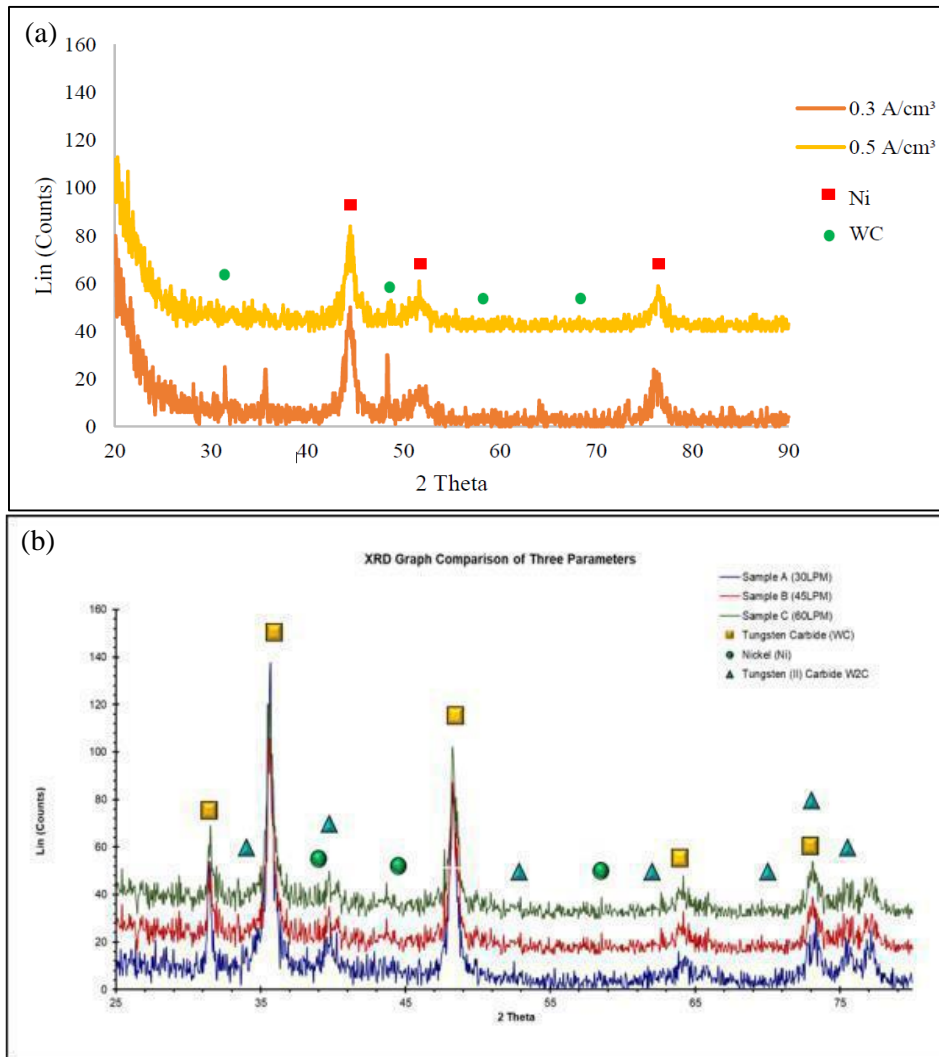 (a)
160
140
120
100
80
60
40
20
0
Lin (Counts)
20 30 40 50 60 70 80 90
2 Theta
0.3 A/cm³
0.5 A/cm³
Ni
WC
(b)
XRD Graph Comparison of Three Parameters
Sample A (30LPM)
Sample B (45LPM)
Sample C (60LPM)
Tungsten Carbide (WC)
Nickel (Ni)
Tungsten (II) Carbide W2C
160
140
120
100
80
60
40
20
0
Lin (Counts)
25 35 45 55 65 75
2 Theta